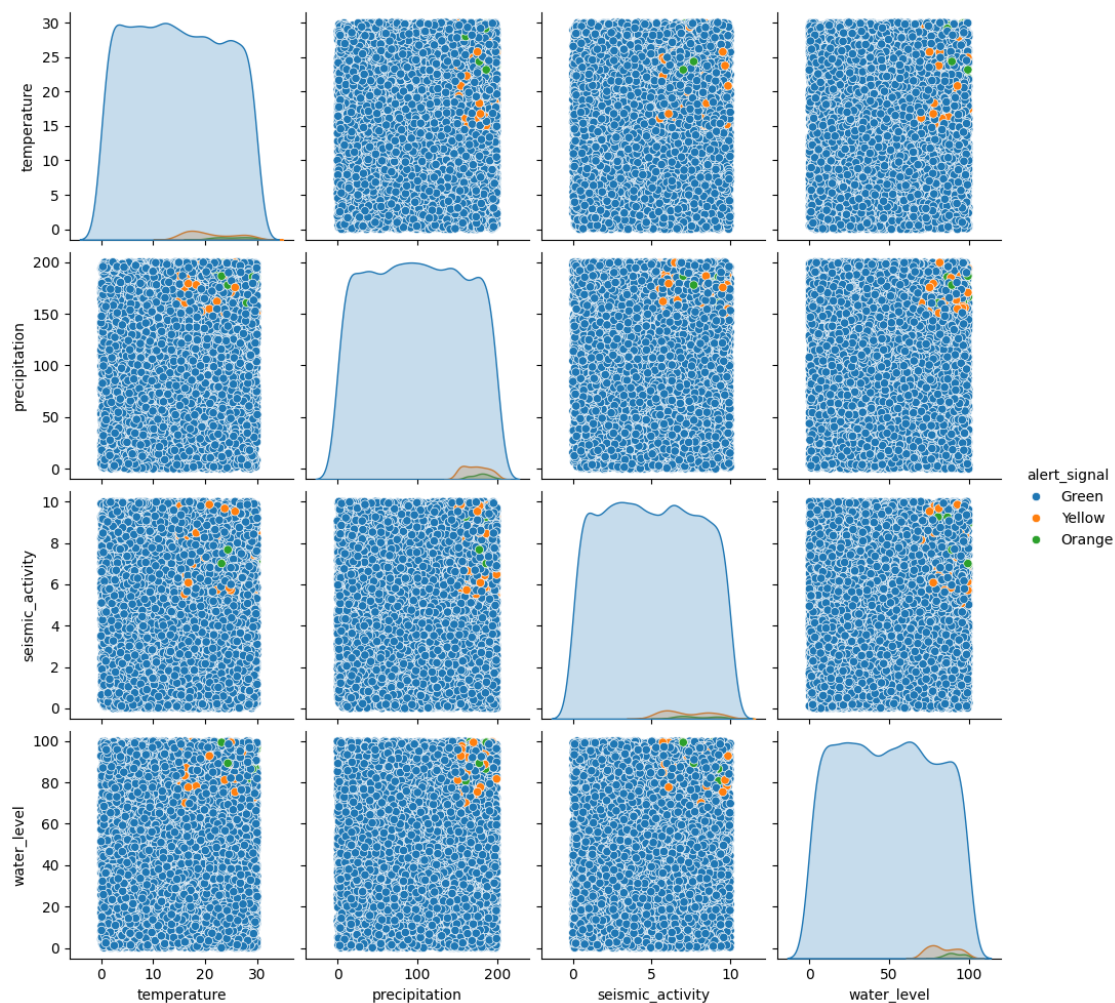 30
25
20
15
10
5
0
temperature
200
150
100
50
0
precipitation
10
8
6
4
2
0
seismic_activity
100
80
60
40
20
0
water_level
0 10 20 30
temperature
0 100 200
precipitation
0 5 10
seismic_activity
0 50 100
water_level
alert_signal
Green
Yellow
Orange